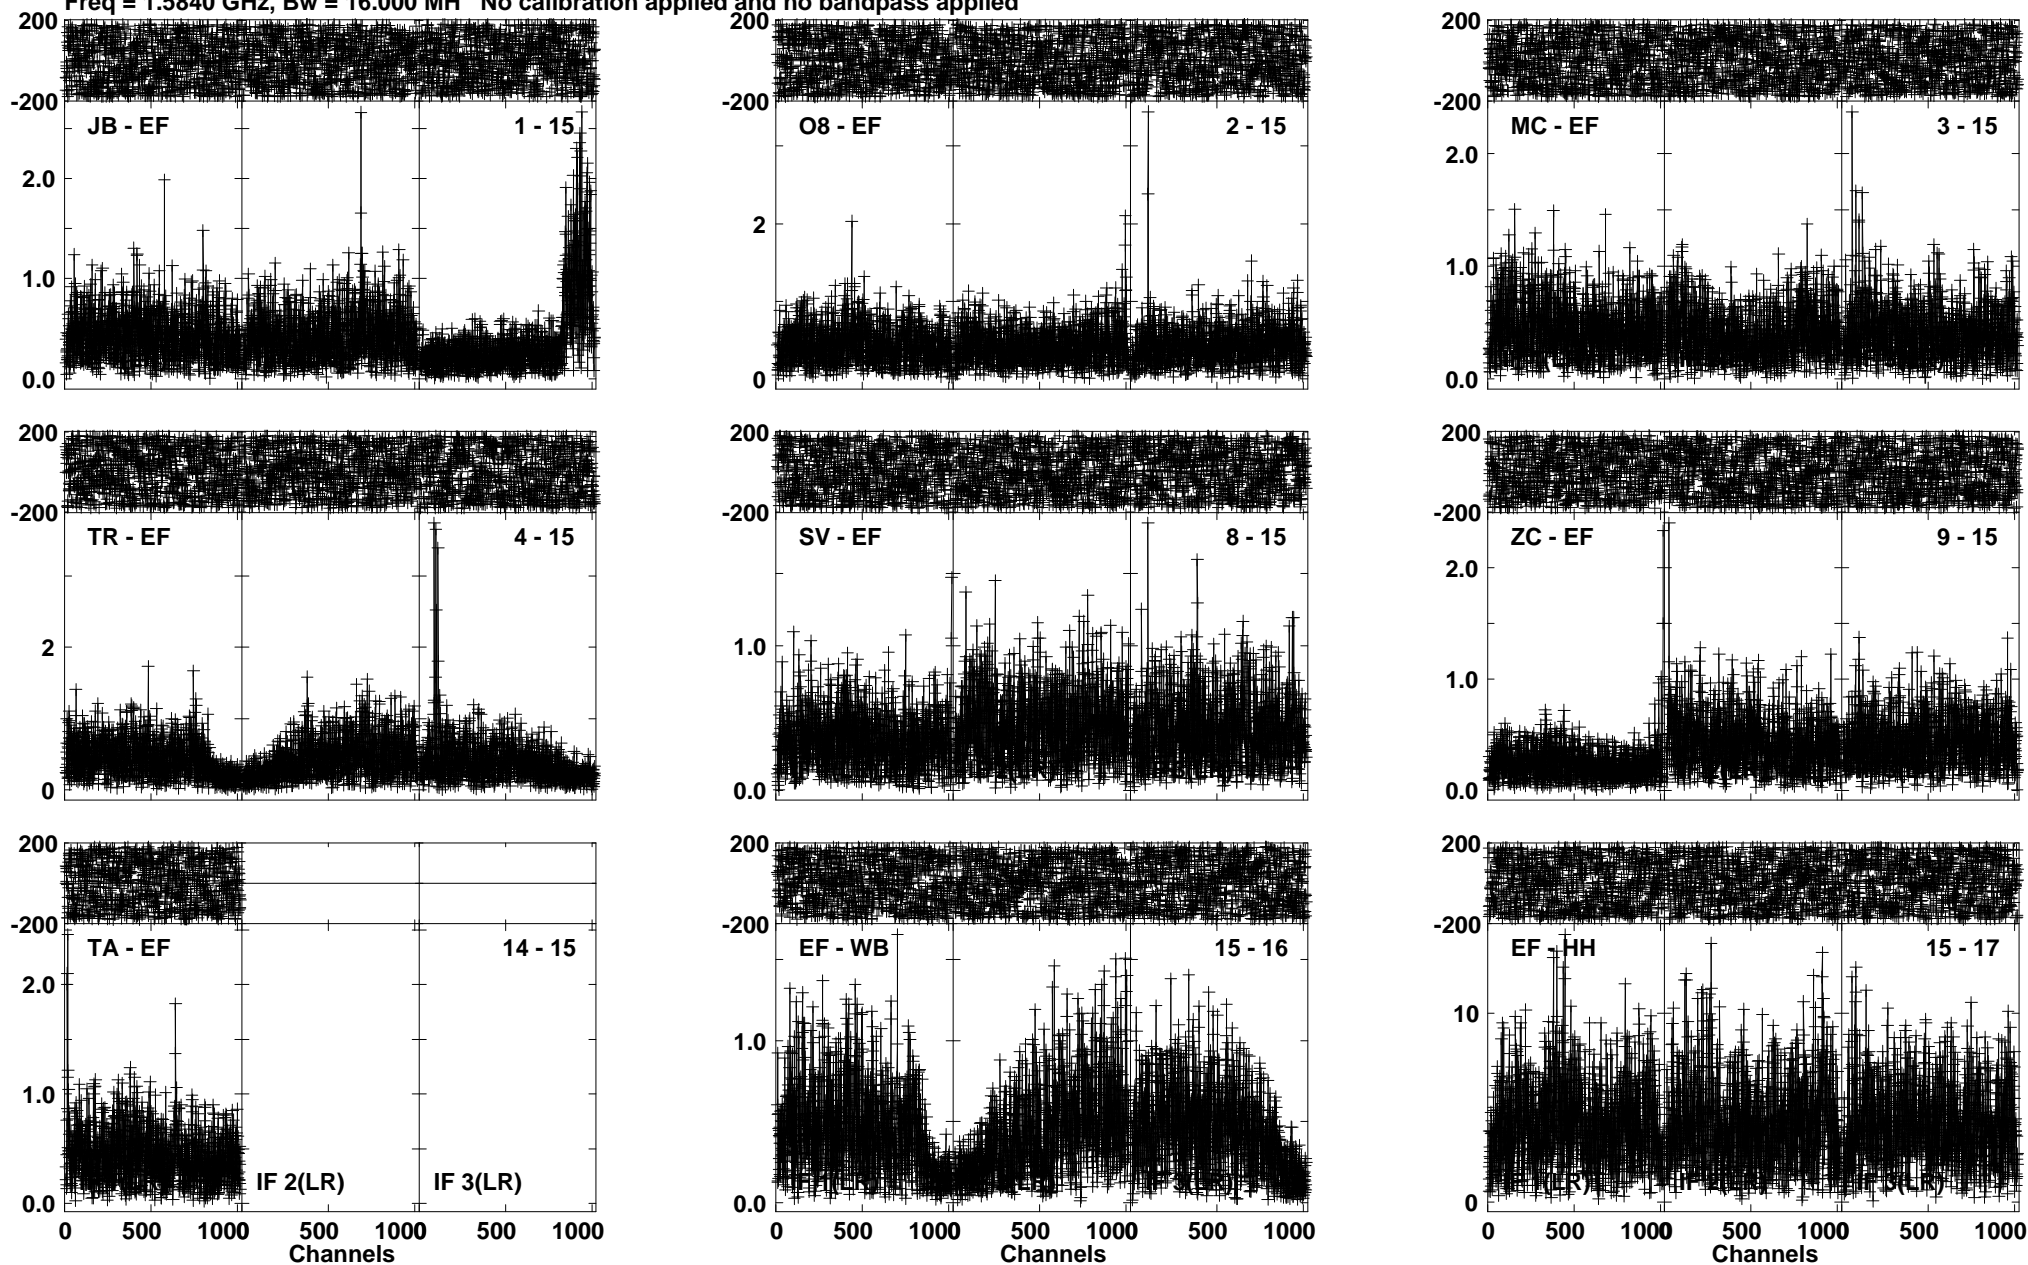 Freq = 1.5840 GHz, Bw = 16.000 MH No calibration applied and no bandpass applied
200
-200
JB - EF 1 - 15
2.0
1.0
0.0
200
-200
O8 - EF 2 - 15
2
0
200
-200
MC - EF 3 - 15
2.0
1.0
0.0
200
-200
TR - EF 4 - 15
2
0
200
-200
SV - EF 8 - 15
1.0
0.0
200
-200
ZC - EF 9 - 15
2.0
1.0
0.0
200
-200
TA - EF 14 - 15
2.0
1.0
IF 2(LR) IF 3(LR)
0.0
0 500 1000 500 1000 500 1000
Channels
200
-200
EF - WB 15 - 16
1.0
0.0
0 500 1000 500 1000 500 1000
Channels
200
-200
EF - HH 15 - 17
10
0
0 500 1000 500 1000 500 1000
Channels